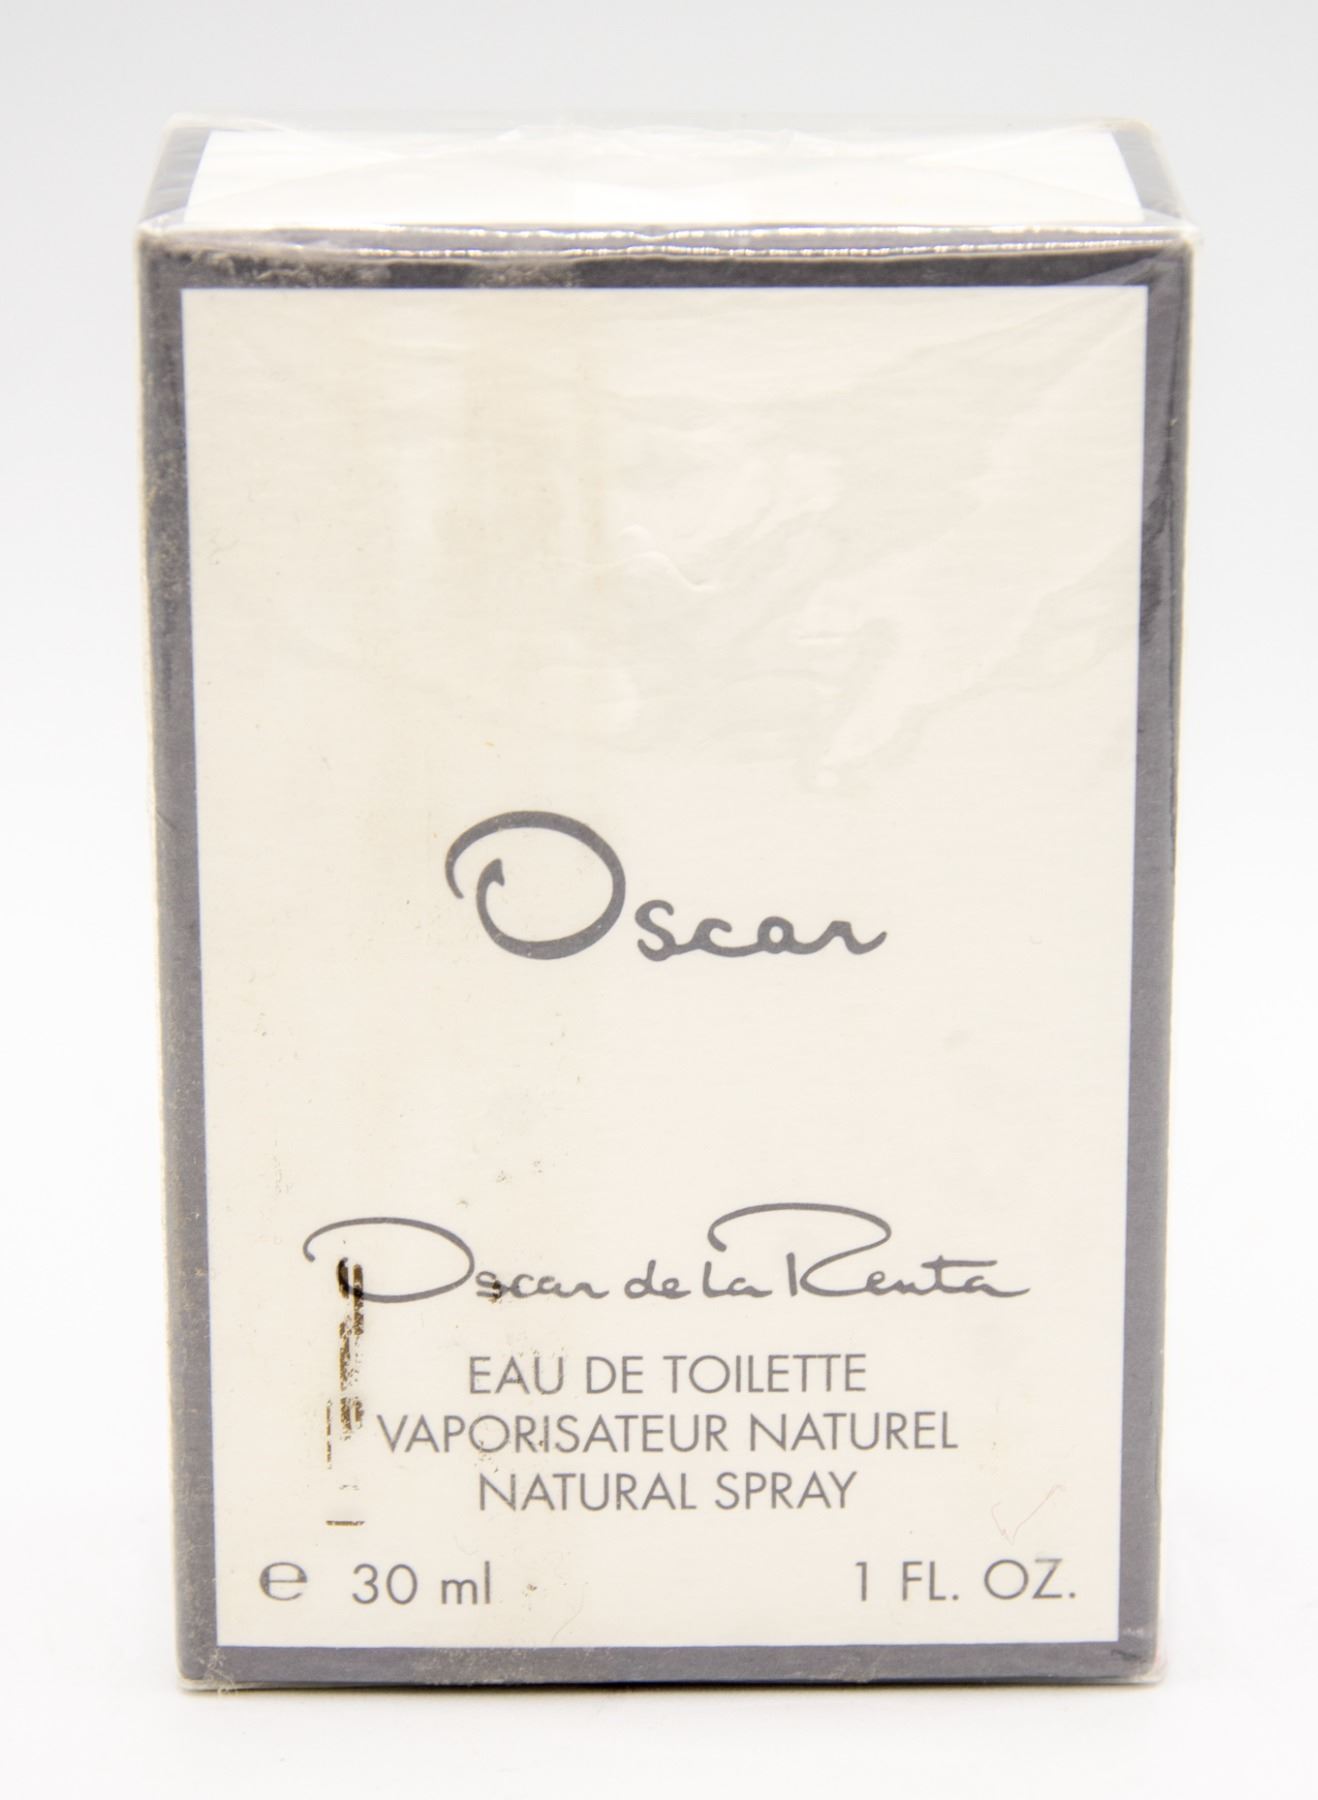 Oscar
Oscar de la Renta
EAU DE TOILETTE
VAPORISATEUR NATUREL
NATURAL SPRAY
℮ 30 ml 1 FL. OZ.